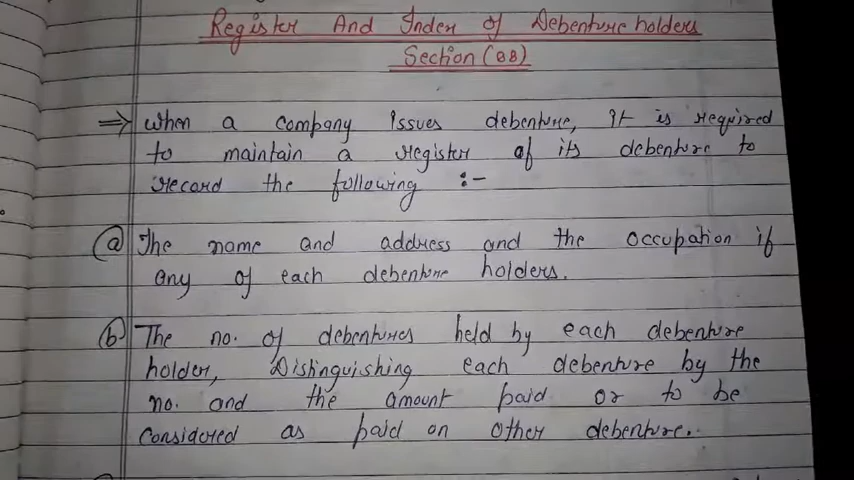 Register And Index of Debenture holders
Section (88)
⇒ When a company issues debenture, It is required
to maintain a register of its debenture to
record the following :-
(a) The name and address and the occupation if
any of each debenture holders.
(b) The no. of debentures held by each debenture
holder, Distinguishing each debenture by the
no. and the amount paid or to be
Considered as paid on other debenture.